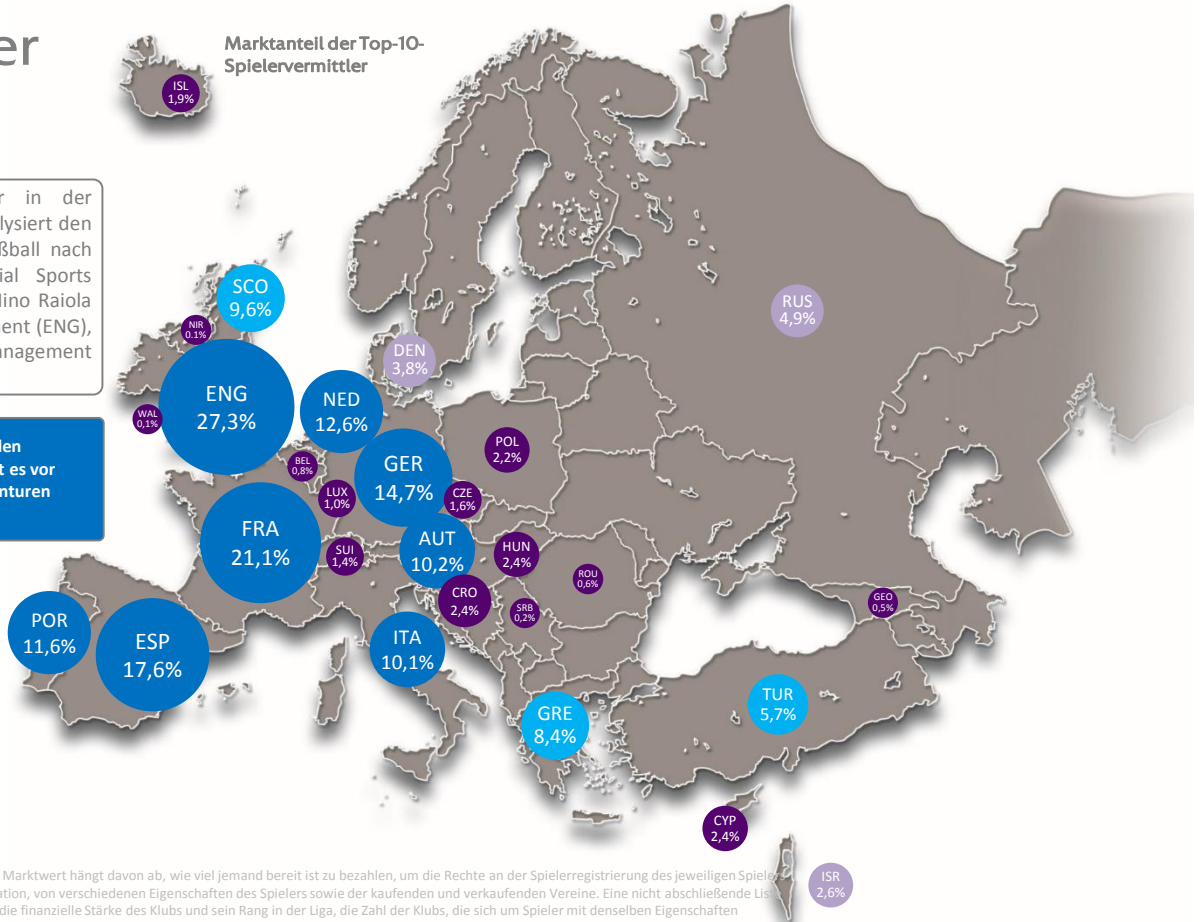 er
Marktanteil der Top-10-
Spielervermittler
ISL
1,9%
r in der
lysiert den
ßball nach
ial Sports
Mino Raiola
ment (ENG),
anagement
SCO
9,6%
RUS
4,9%
NIR
0.1%
DEN
3,8%
ENG
27,3%
NED
12,6%
WAL
0,1%
den
t es vor
nturen
POL
2,2%
BEL
0,8%
GER
14,7%
LUX
1,0%
CZE
1,6%
FRA
21,1%
AUT
10,2%
SUI
1,4%
HUN
2,4%
ROU
0,6%
CRO
2,4%
SRB
0,2%
GEO
0,5%
POR
11,6%
ESP
17,6%
ITA
10,1%
GRE
8,4%
TUR
5,7%
CYP
2,4%
ISR
2,6%
Marktwert hängt davon ab, wie viel jemand bereit ist zu bezahlen, um die Rechte an der Spielerregistrierung des jeweiligen Spielers
ation, von verschiedenen Eigenschaften des Spielers sowie der kaufenden und verkaufenden Vereine. Eine nicht abschließende
die finanzielle Stärke des Klubs und sein Rang in der Liga, die Zahl der Klubs, die sich um Spieler mit denselben Eigenschaften